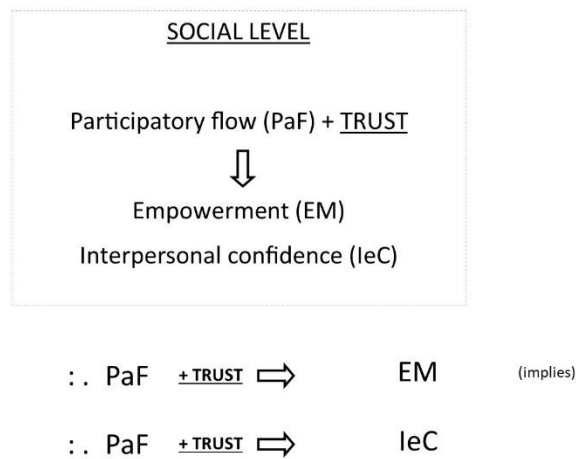 SOCIAL LEVEL
Participatory flow (PaF) + TRUST
⇩
Empowerment (EM)
Interpersonal confidence (IeC)
:. PaF + TRUST ⇨ EM (implies)
:. PaF + TRUST ⇨ IeC